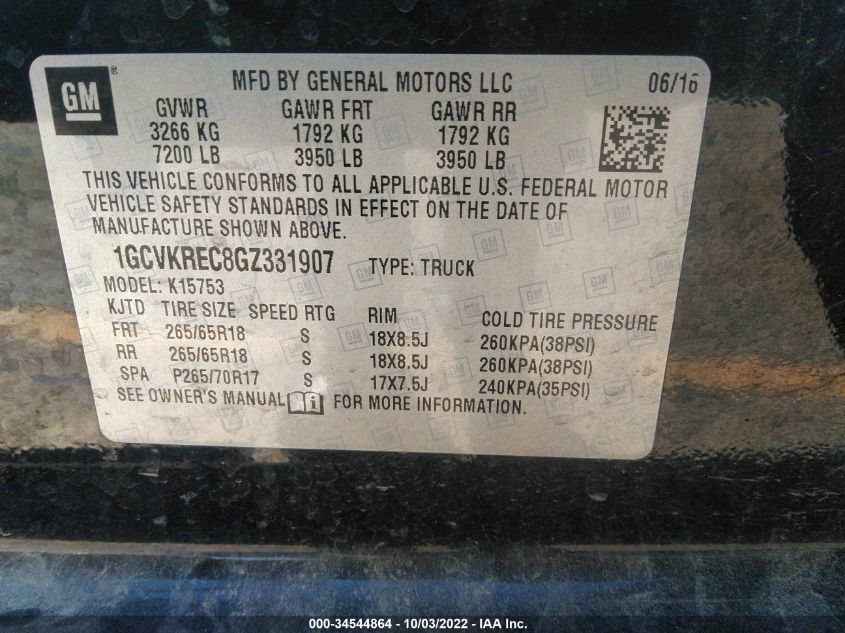 GM®
MFD BY GENERAL MOTORS LLC 06/16
GVWR GAWR FRT GAWR RR
3266 KG 1792 KG 1792 KG
7200 LB 3950 LB 3950 LB
THIS VEHICLE CONFORMS TO ALL APPLICABLE U.S. FEDERAL MOTOR
VEHICLE SAFETY STANDARDS IN EFFECT ON THE DATE OF
MANUFACTURE SHOWN ABOVE.
1GCVKREC8GZ331907 TYPE: TRUCK
MODEL: K15753
KJTD TIRE SIZE SPEED RTG RIM COLD TIRE PRESSURE
FRT 265/65R18 S 18X8.5J 260KPA(38PSI)
RR 265/65R18 S 18X8.5J 260KPA(38PSI)
SPA P265/70R17 S 17X7.5J 240KPA(35PSI)
SEE OWNER'S MANUAL i FOR MORE INFORMATION.
000-34544864 - 10/03/2022 - IAA Inc.